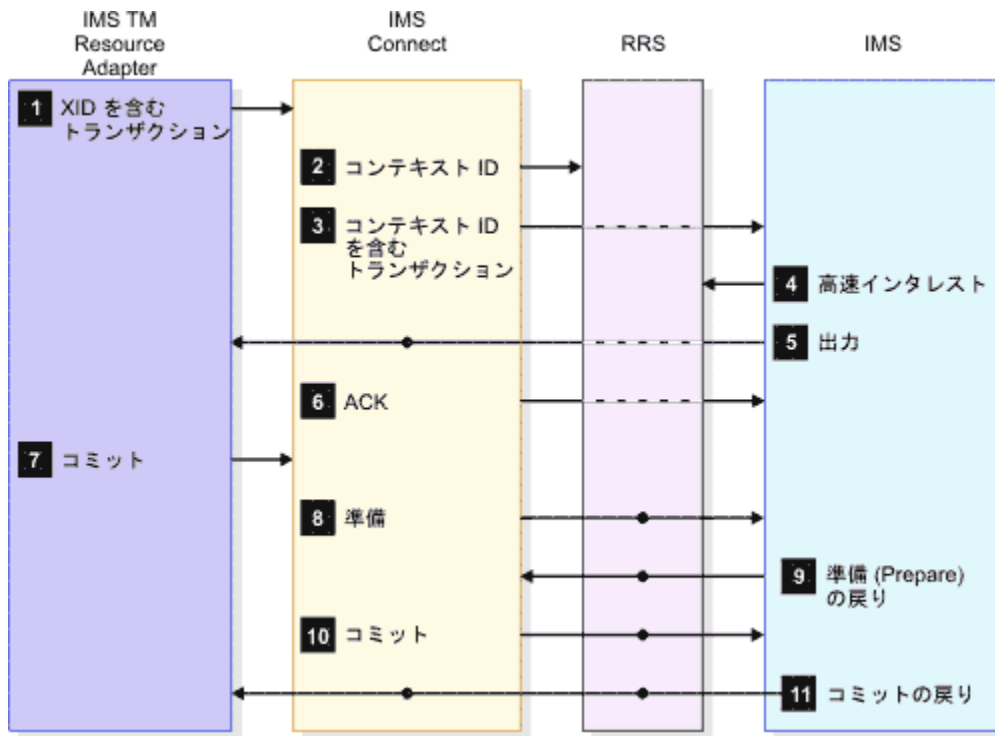 IMS TM
Resource
Adapter
IMS
Connect
RRS
IMS
1 XID を含む
トランザクション
2 コンテキスト ID
3 コンテキスト ID
を含む
トランザクション
4 高速インタレスト
5 出力
6 ACK
7 コミット
8 準備
9 準備 (Prepare)
の戻り
10 コミット
11 コミットの戻り